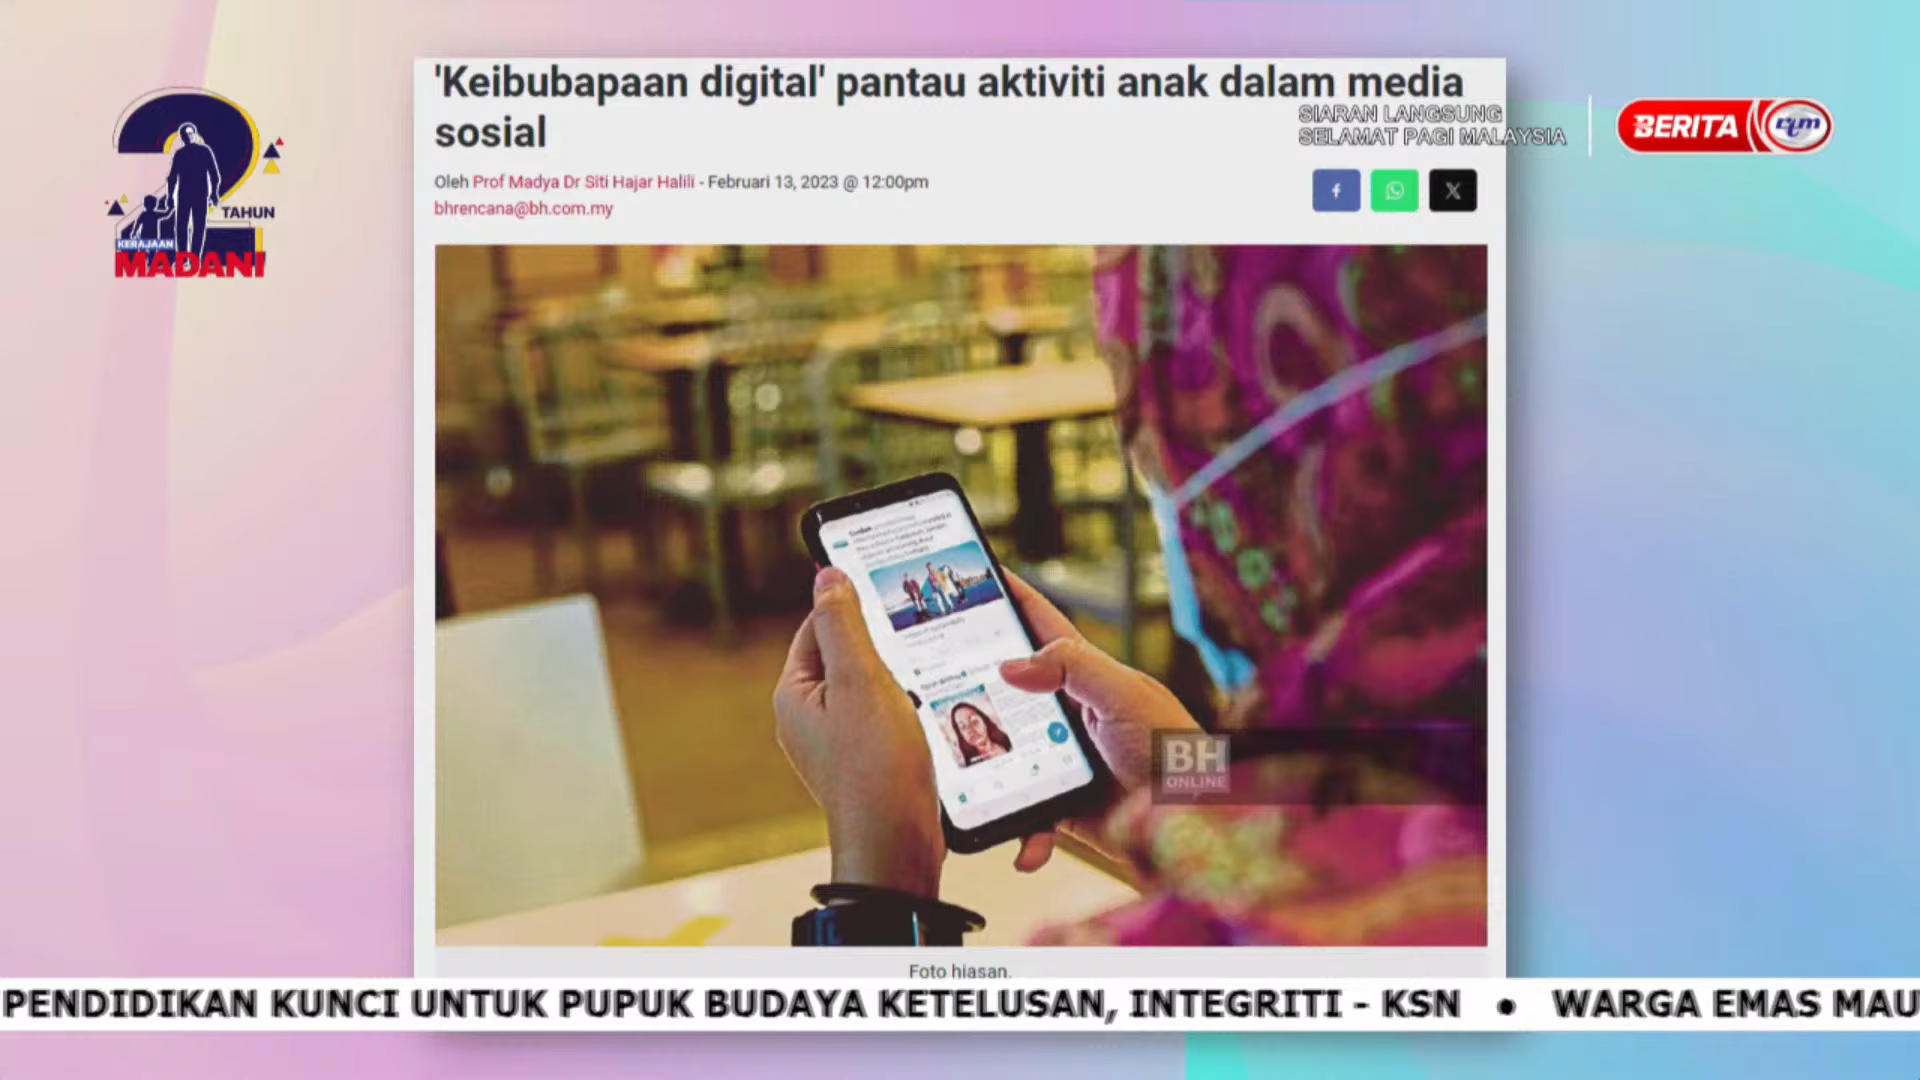 'Keibubapaan digital' pantau aktiviti anak dalam media
sosial
SIARAN LANGSUNG
SELAMAT PAGI MALAYSIA
BERITA rtm
Oleh Prof Madya Dr Siti Hajar Halili - Februari 13, 2023 @ 12:00pm
bhrencana@bh.com.my
2
TAHUN
KERAJAAN
MADANI
BH
ONLINE
Foto hiasan.
PENDIDIKAN KUNCI UNTUK PUPUK BUDAYA KETELUSAN, INTEGRITI - KSN • WARGA EMAS MAU